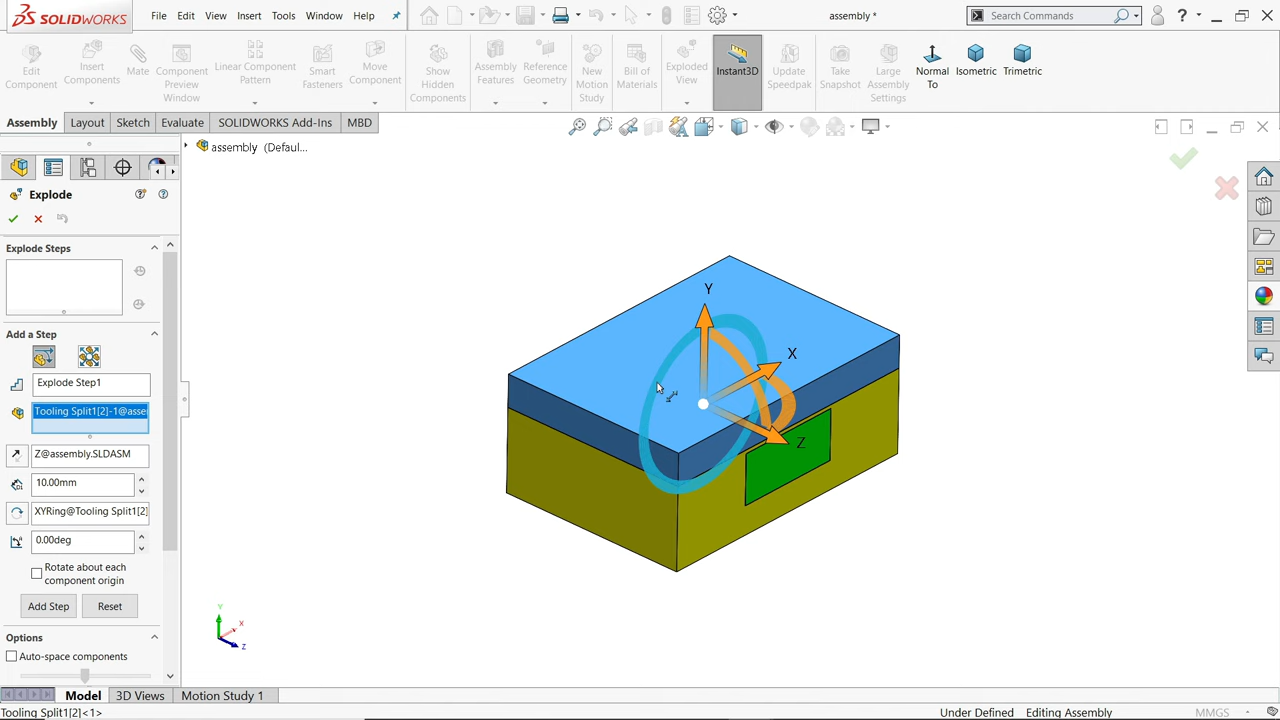 SOLIDWORKS
File Edit View Insert Tools Window Help
assembly *
Search Commands
?
Edit Component
Insert Components
Mate
Component Preview Window
Linear Component Pattern
Smart Fasteners
Move Component
Show Hidden Components
Assembly Features
Reference Geometry
New Motion Study
Bill of Materials
Exploded View
Instant3D
Update Speedpak
Take Snapshot
Large Assembly Settings
Normal To
Isometric
Trimetric
Assembly Layout Sketch Evaluate SOLIDWORKS Add-Ins MBD
assembly (Defaul...
Explode
Explode Steps
Add a Step
Explode Step1
Tooling Split1[2]-1@asse
Z@assembly.SLDASM
10.00mm
XYRing@Tooling Split1[2]
0.00deg
Rotate about each
component origin
Add Step Reset
Options
Auto-space components
Y
X
Z
Y
X
Z
Model 3D Views Motion Study 1
Tooling Split1[2]<1> Under Defined Editing Assembly MMGS